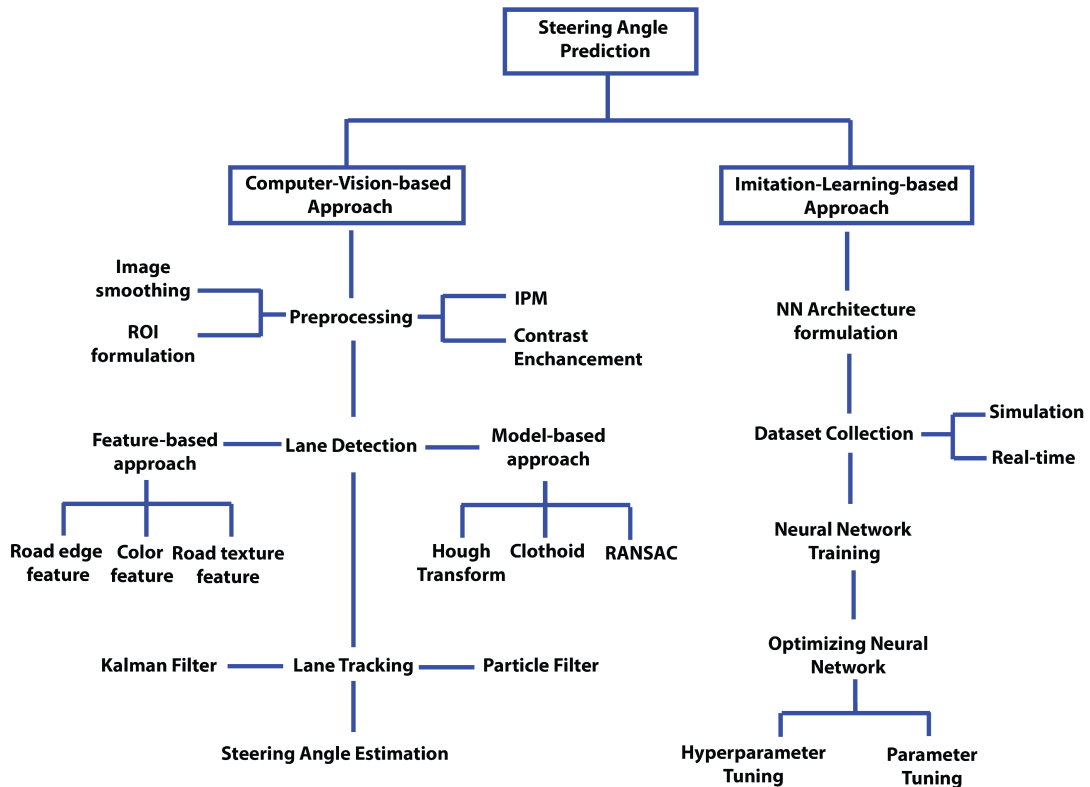 Steering Angle
Prediction
Computer-Vision-based
Approach
Imitation-Learning-based
Approach
Image
smoothing
ROI
formulation
Preprocessing
IPM
Contrast
Enchancement
NN Architecture
formulation
Feature-based
approach
Lane Detection
Model-based
approach
Dataset Collection
Simulation
Real-time
Road edge
feature
Color
feature
Road texture
feature
Hough
Transform
Clothoid
RANSAC
Neural Network
Training
Kalman Filter
Lane Tracking
Particle Filter
Optimizing Neural
Network
Steering Angle Estimation
Hyperparameter
Tuning
Parameter
Tuning